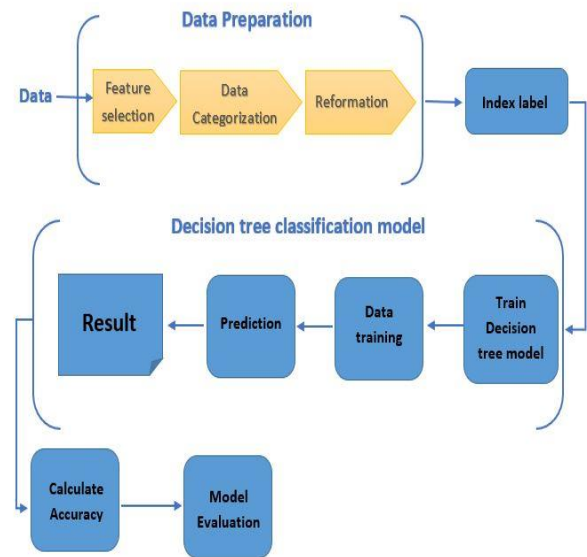 Data Preparation
Data
Feature
selection
Data
Categorization
Reformation
Index label
Decision tree classification model
Train
Decision
tree model
Data
training
Prediction
Result
Calculate
Accuracy
Model
Evaluation